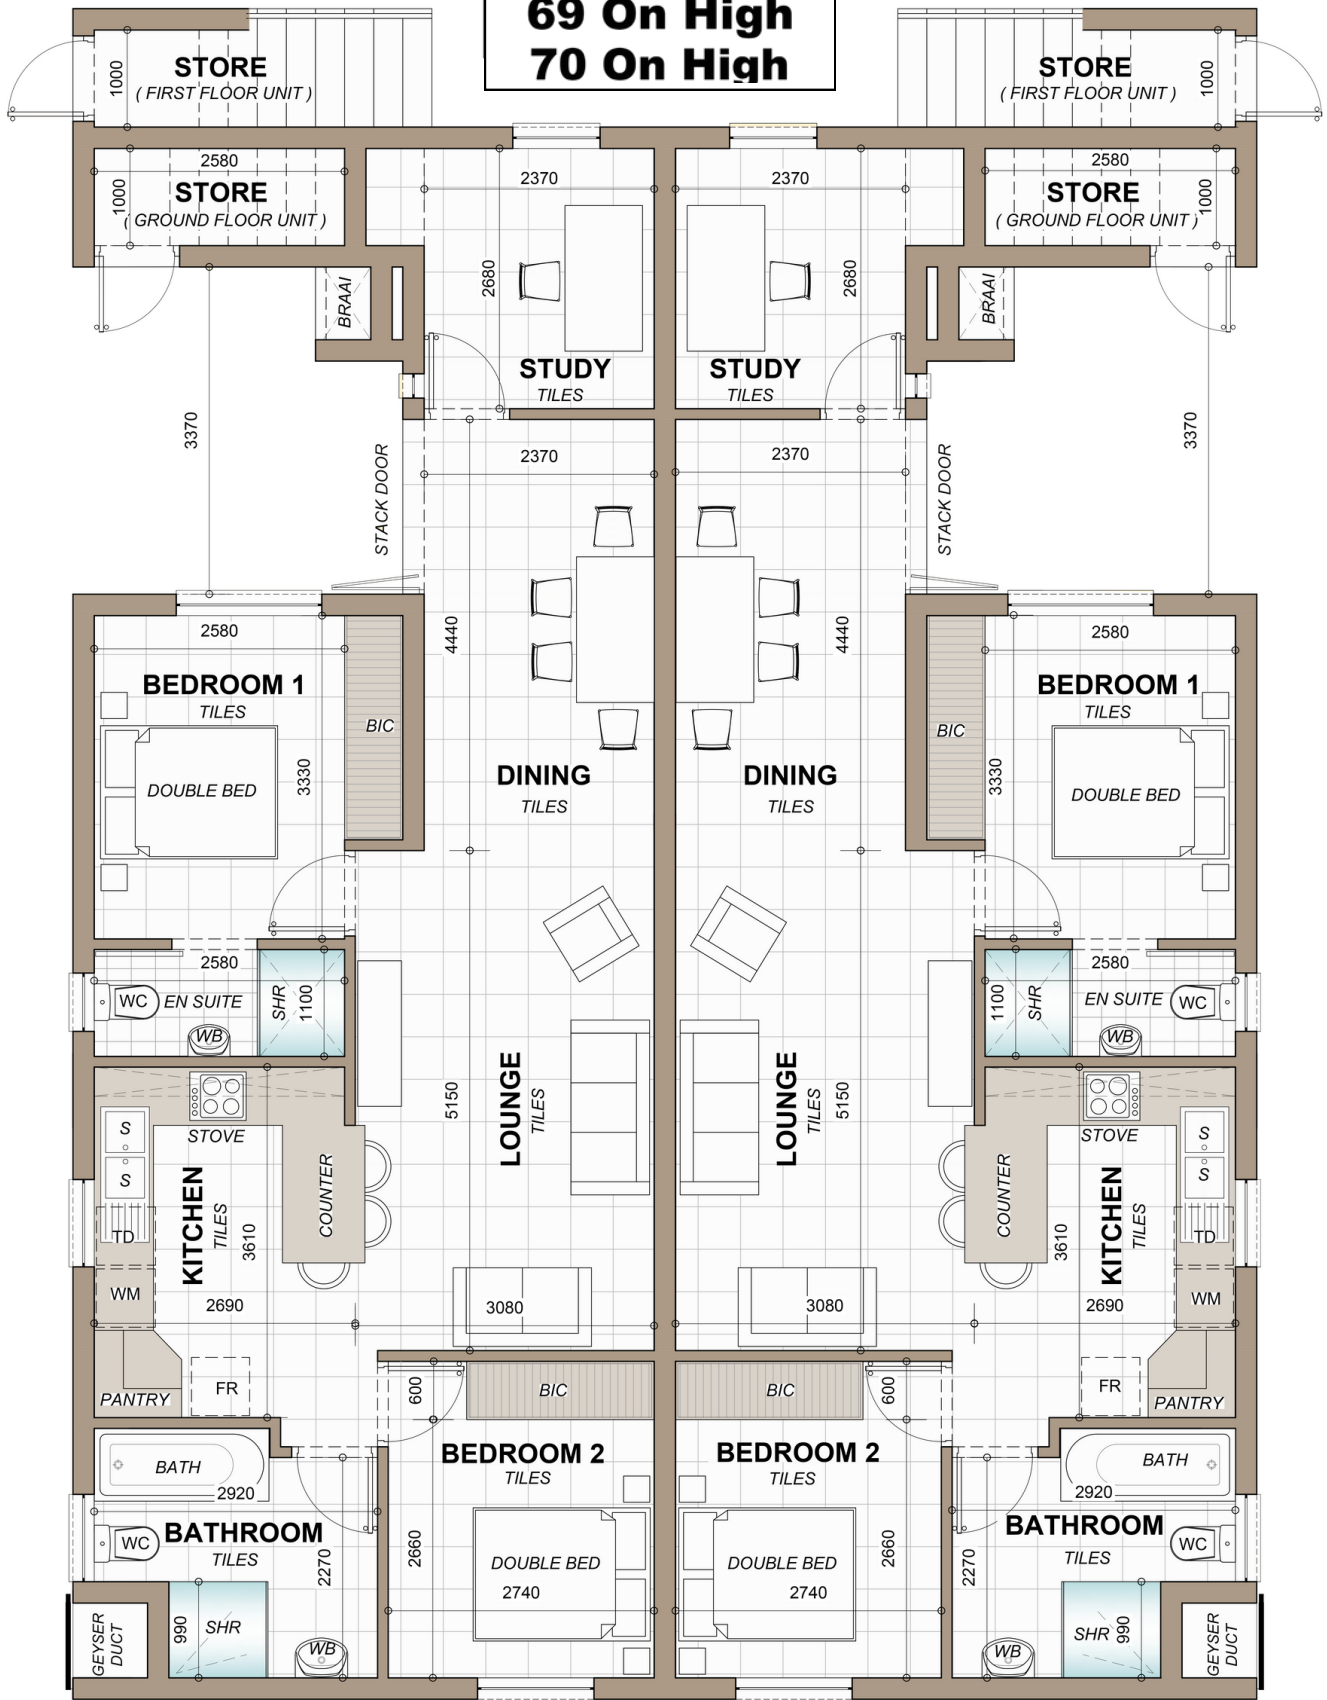 69 On High
70 On High
STORE
( FIRST FLOOR UNIT )
1000
STORE
( FIRST FLOOR UNIT )
1000
2580
STORE
( GROUND FLOOR UNIT )
1000
2580
STORE
( GROUND FLOOR UNIT )
1000
2370
2370
BRAAI
2680
2680
BRAAI
STUDY
TILES
STUDY
TILES
3370
3370
STACK DOOR
2370
2370
STACK DOOR
2580
4440
4440
2580
BEDROOM 1
TILES
BEDROOM 1
TILES
BIC
BIC
DOUBLE BED
3330
DINING
TILES
DINING
TILES
3330
DOUBLE BED
2580
2580
WC
EN SUITE
SHR
1100
WB
1100
SHR
EN SUITE
WC
WB
STOVE
S
S
5150
LOUNGE
TILES
LOUNGE
TILES
5150
STOVE
S
S
KITCHEN
TILES
3610
COUNTER
COUNTER
3610
KITCHEN
TILES
TD
WM
TD
WM
2690
3080
3080
2690
PANTRY
FR
600
BIC
BIC
600
FR
PANTRY
BATH
2920
BEDROOM 2
TILES
BEDROOM 2
TILES
BATH
2920
BATHROOM
TILES
WC
2270
2660
DOUBLE BED
2740
DOUBLE BED
2740
2660
2270
BATHROOM
TILES
WC
GEYSER
DUCT
990
SHR
WB
WB
SHR
990
GEYSER
DUCT